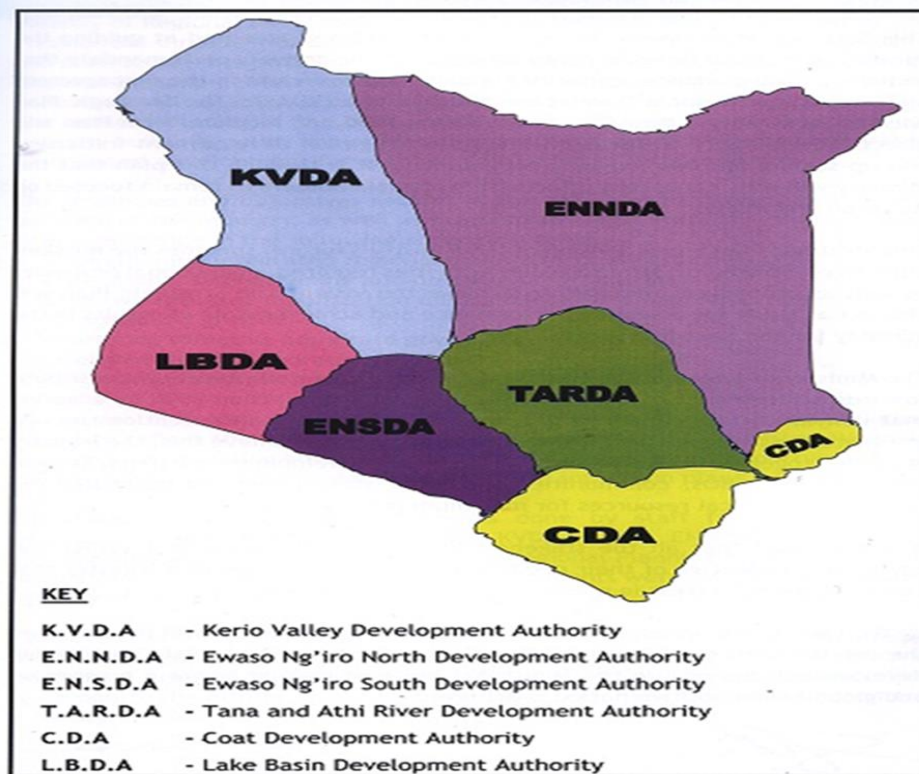 KVDA
ENNDA
LBDA
TARDA
ENSDA
CDA
CDA
KEY
K.V.D.A - Kerio Valley Development Authority
E.N.N.D.A - Ewaso Ng'iro North Development Authority
E.N.S.D.A - Ewaso Ng'iro South Development Authority
T.A.R.D.A - Tana and Athi River Development Authority
C.D.A - Coat Development Authority
L.B.D.A - Lake Basin Development Authority